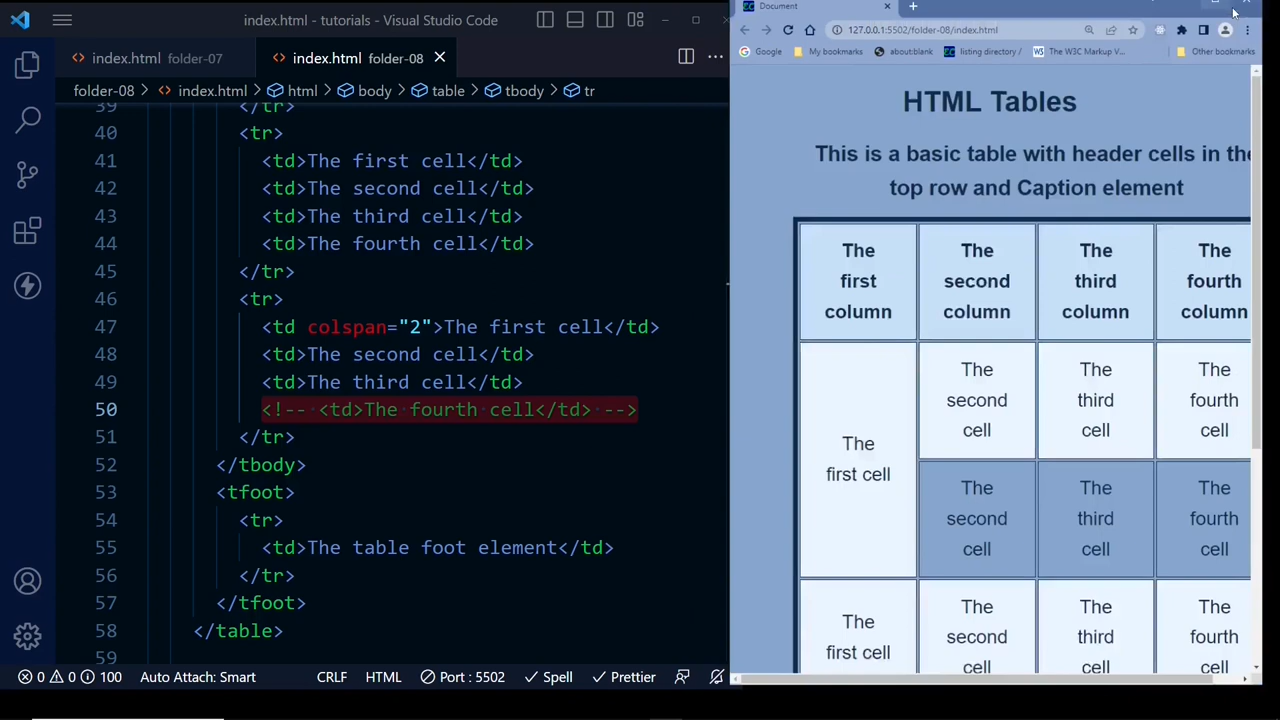 index.html - tutorials - Visual Studio Code
index.html folder-07
index.html folder-08
folder-08 > index.html > html > body > table > tbody > tr
39 </tr>
40 <tr>
41 <td>The first cell</td>
42 <td>The second cell</td>
43 <td>The third cell</td>
44 <td>The fourth cell</td>
45 </tr>
46 <tr>
47 <td colspan="2">The first cell</td>
48 <td>The second cell</td>
49 <td>The third cell</td>
50 <!-- <td>The fourth cell</td> -->
51 </tr>
52 </tbody>
53 <tfoot>
54 <tr>
55 <td>The table foot element</td>
56 </tr>
57 </tfoot>
58 </table>
59
0 0 100 Auto Attach: Smart CRLF HTML Port : 5502 Spell Prettier
Document
127.0.0.1:5502/folder-08/index.html
Google My bookmarks about:blank listing directory / The W3C Markup V... Other bookmarks
HTML Tables
This is a basic table with header cells in the
top row and Caption element
The The The The
first second third fourth
column column column column
The The The
second third fourth
cell cell cell
The
first cell
The The The
second third fourth
cell cell cell
The The The
The
second third fourth
first cell
cell cell cell